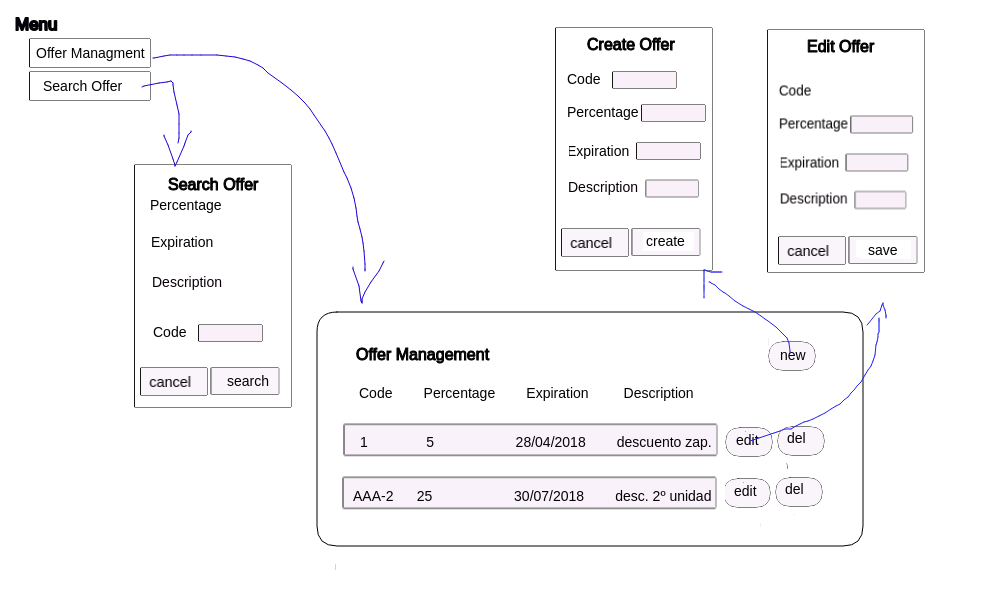 Menu
Offer Managment
Search Offer
Search Offer
Percentage
Expiration
Description
Code
cancel search
Create Offer
Code
Percentage
Expiration
Description
cancel create
Edit Offer
Code
Percentage
Expiration
Description
cancel save
Offer Management
new
Code Percentage Expiration Description
1 5 28/04/2018 descuento zap. edit del
AAA-2 25 30/07/2018 desc. 2º unidad edit del